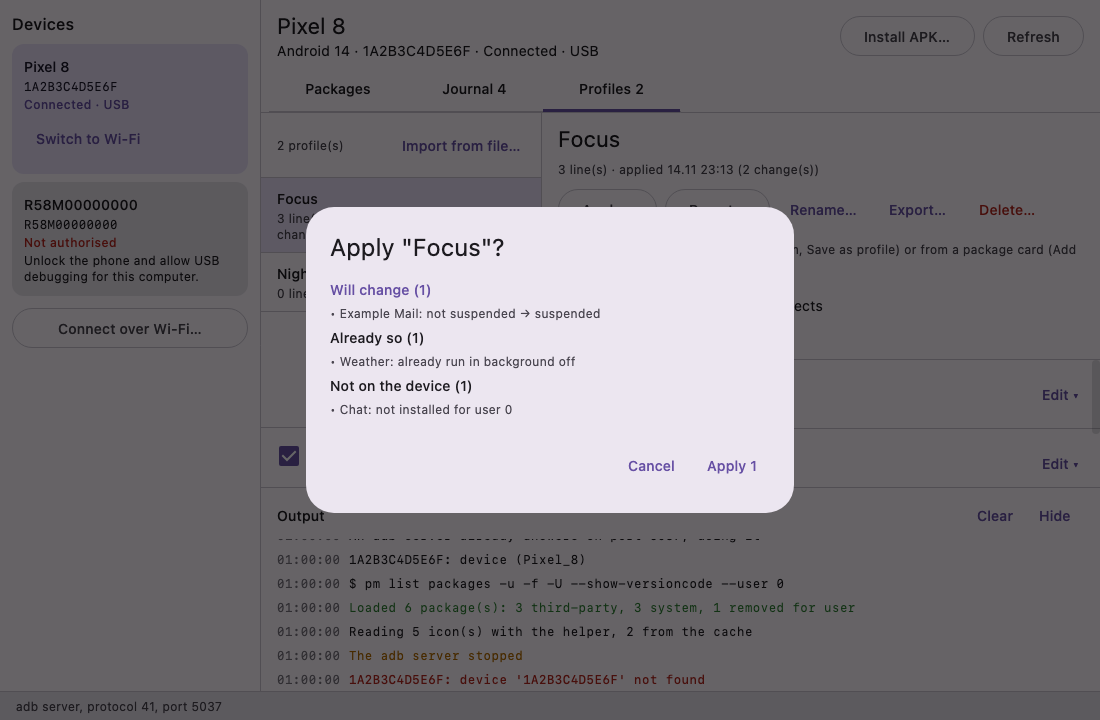 Devices
Pixel 8
1A2B3C4D5E6F
Connected · USB
Switch to Wi-Fi
R58M00000000
R58M00000000
Not authorised
Unlock the phone and allow USB
debugging for this computer.
Connect over Wi-Fi...
Pixel 8
Android 14 · 1A2B3C4D5E6F · Connected · USB
Install APK...
Refresh
Packages
Journal 4
Profiles 2
2 profile(s)
Import from file...
Focus
3 line
Nigh
0 line
Focus
3 line(s) · applied 14.11 23:13 (2 change(s))
Rename...
Export...
Delete...
Save as profile) or from a package card (Add
Edit ▾
Edit ▾
Apply "Focus"?
Will change (1)
• Example Mail: not suspended → suspended
Already so (1)
• Weather: already run in background off
Not on the device (1)
• Chat: not installed for user 0
Cancel
Apply 1
Output
Clear
Hide
01:00:00 1A2B3C4D5E6F: device (Pixel_8)
01:00:00 $ pm list packages -u -f -U --show-versioncode --user 0
01:00:00 Loaded 6 package(s): 3 third-party, 3 system, 1 removed for user
01:00:00 Reading 5 icon(s) with the helper, 2 from the cache
01:00:00 The adb server stopped
01:00:00 1A2B3C4D5E6F: device '1A2B3C4D5E6F' not found
adb server, protocol 41, port 5037